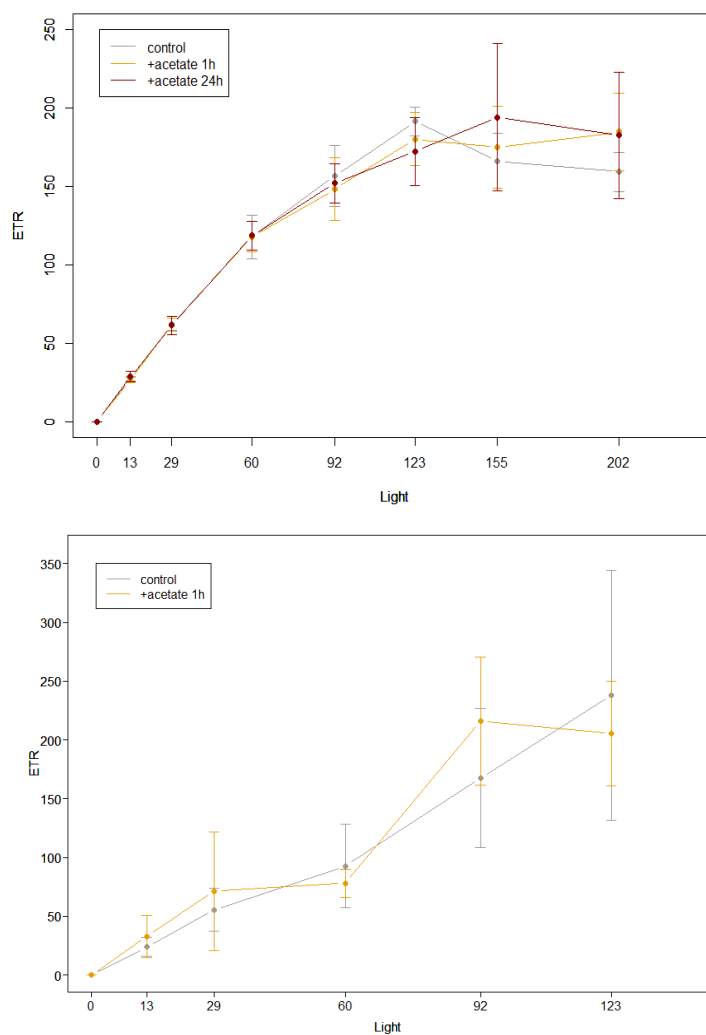 250
200
150
100
50
0
ETR
control
+acetate 1h
+acetate 24h
0 13 29 60 92 123 155 202
Light
350
300
250
200
150
100
50
0
ETR
control
+acetate 1h
0 13 29 60 92 123
Light